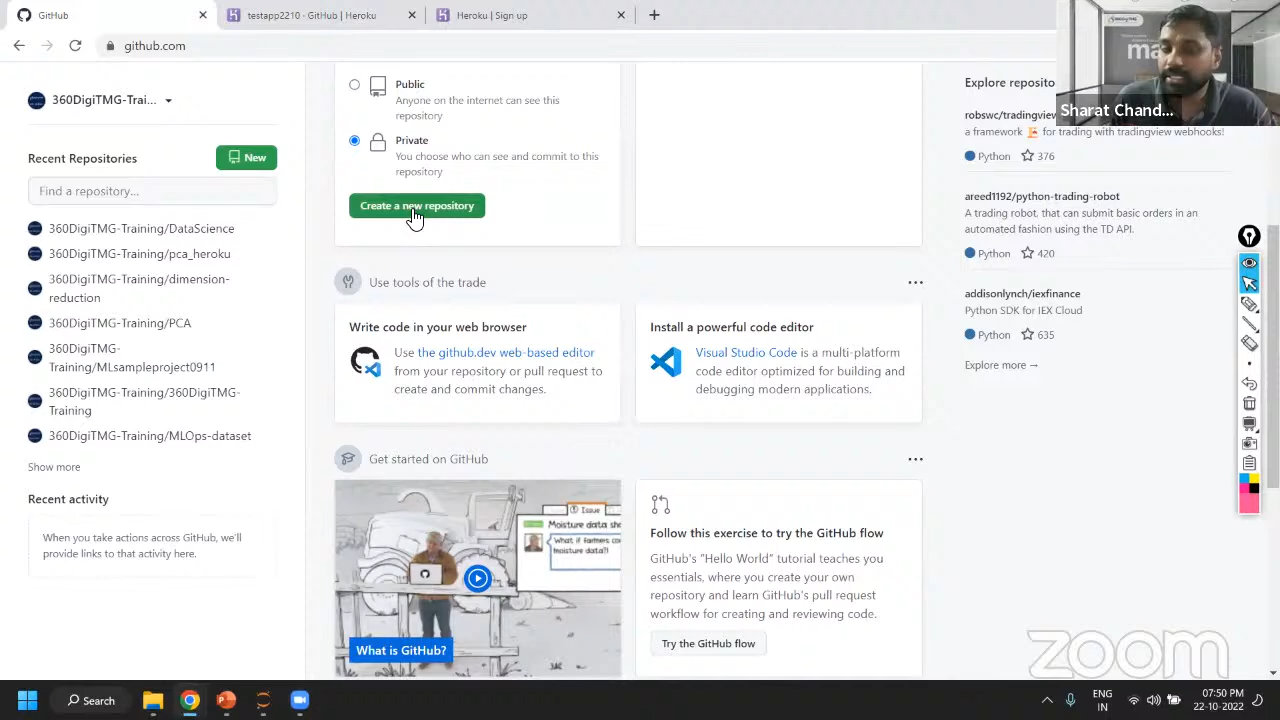 GitHub
testapp2210 - GitHub | Heroku
Heroku | Sign up
github.com
360DigiTMG-Trai...
Recent Repositories
New
Find a repository...
360DigiTMG-Training/DataScience
360DigiTMG-Training/pca_heroku
360DigiTMG-Training/dimension-
reduction
360DigiTMG-Training/PCA
360DigiTMG-
Training/MLsampleproject0911
360DigiTMG-Training/360DigiTMG-
Training
360DigiTMG-Training/MLOps-dataset
Show more
Recent activity
When you take actions across GitHub, we'll
provide links to that activity here.
Public
Anyone on the internet can see this
repository
Private
You choose who can see and commit to this
repository
Create a new repository
Use tools of the trade
Write code in your web browser
Use the github.dev web-based editor
from your repository or pull request to
create and commit changes.
Install a powerful code editor
Visual Studio Code is a multi-platform
code editor optimized for building and
debugging modern applications.
Get started on GitHub
Issue
Moisture data sho
What if farmers cou
moisture data?!
What is GitHub?
Follow this exercise to try the GitHub flow
GitHub's "Hello World" tutorial teaches you
essentials, where you create your own
repository and learn GitHub's pull request
workflow for creating and reviewing code.
Try the GitHub flow
Explore reposito
robswc/tradingview
a framework for trading with tradingview webhooks!
Python 376
areed1192/python-trading-robot
A trading robot, that can submit basic orders in an
automated fashion using the TD API.
Python 420
addisonlynch/iexfinance
Python SDK for IEX Cloud
Python 635
Explore more →
ma
Sharat Chand...
zoom
Search
ENG
IN
07:50 PM
22-10-2022